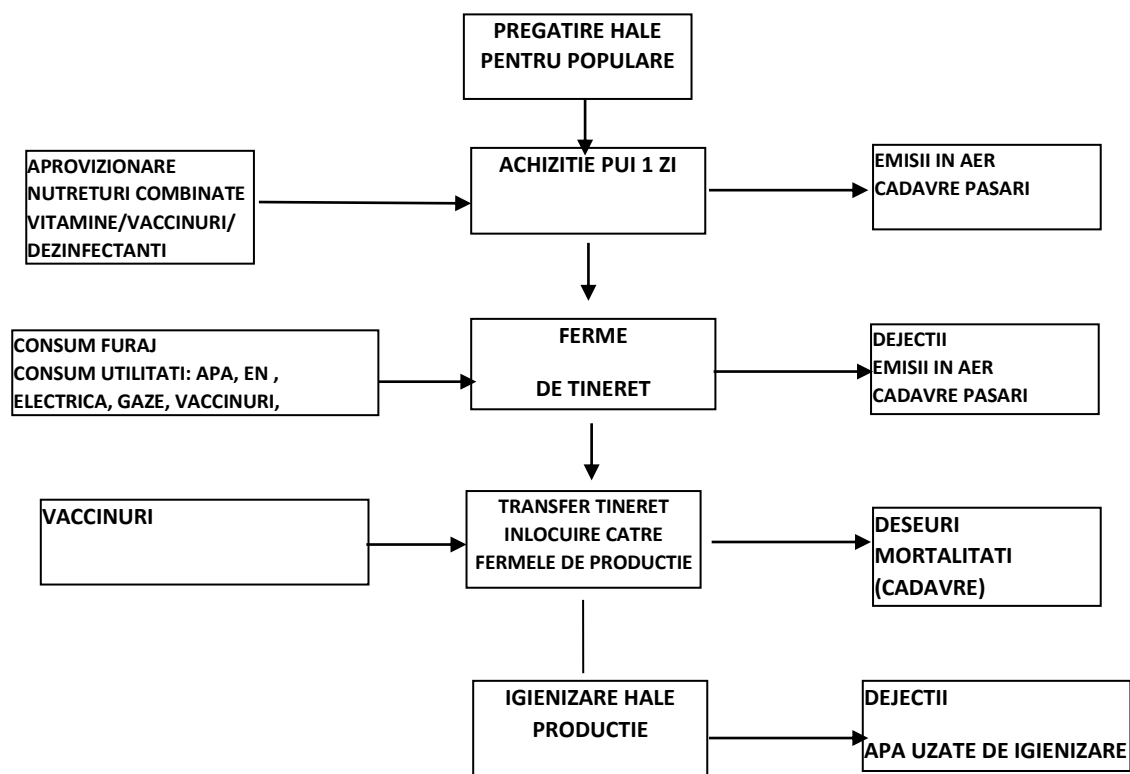 PREGATIRE HALE
PENTRU POPULARE
APROVIZIONARE
NUTRETURI COMBINATE
VITAMINE/VACCINURI/
DEZINFECTANTI
ACHIZITIE PUI 1 ZI
EMISII IN AER
CADAVRE PASARI
CONSUM FURAJ
CONSUM UTILITATI: APA, EN ,
ELECTRICA, GAZE, VACCINURI,
FERME
DE TINERET
DEJECTII
EMISII IN AER
CADAVRE PASARI
VACCINURI
TRANSFER TINERET
INLOCUIRE CATRE
FERMELE DE PRODUCTIE
DESEURI
MORTALITATI
(CADAVRE)
IGIENIZARE HALE
PRODUCTIE
DEJECTII
APA UZATE DE IGIENIZARE